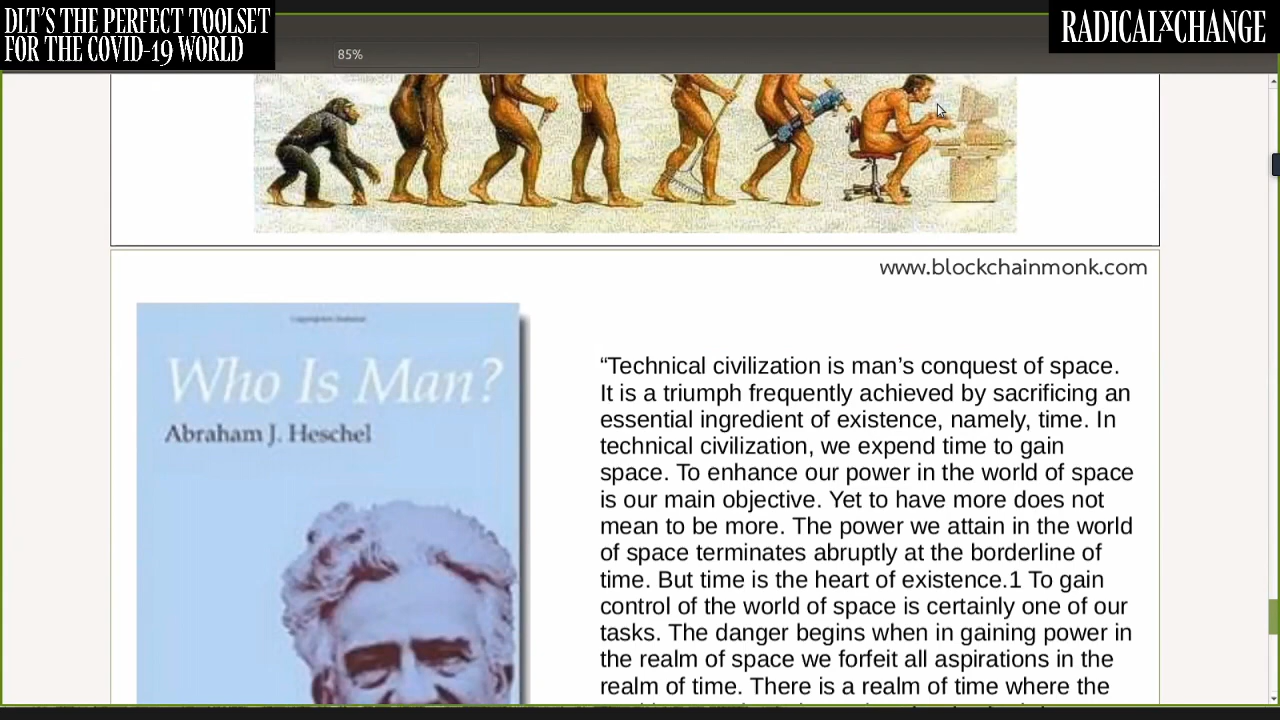 DLT'S THE PERFECT TOOLSET
FOR THE COVID-19 WORLD
RADICALXCHANGE
85%
www.blockchainmonk.com
Who Is Man?
Abraham J. Heschel
“Technical civilization is man’s conquest of space.
It is a triumph frequently achieved by sacrificing an
essential ingredient of existence, namely, time. In
technical civilization, we expend time to gain
space. To enhance our power in the world of space
is our main objective. Yet to have more does not
mean to be more. The power we attain in the world
of space terminates abruptly at the borderline of
time. But time is the heart of existence.1 To gain
control of the world of space is certainly one of our
tasks. The danger begins when in gaining power in
the realm of space we forfeit all aspirations in the
realm of time. There is a realm of time where the